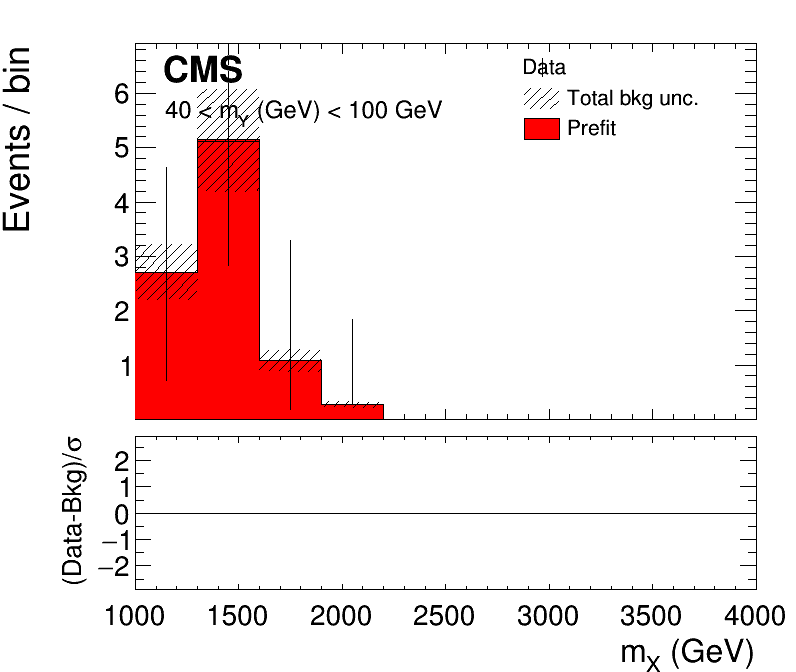 CMS
40 < mY (GeV) < 100 GeV
Data
Total bkg unc.
Prefit
Events / bin
6
5
4
3
2
1
(Data-Bkg)/σ
2
1
0
−1
−2
1000 1500 2000 2500 3000 3500 4000
mX (GeV)